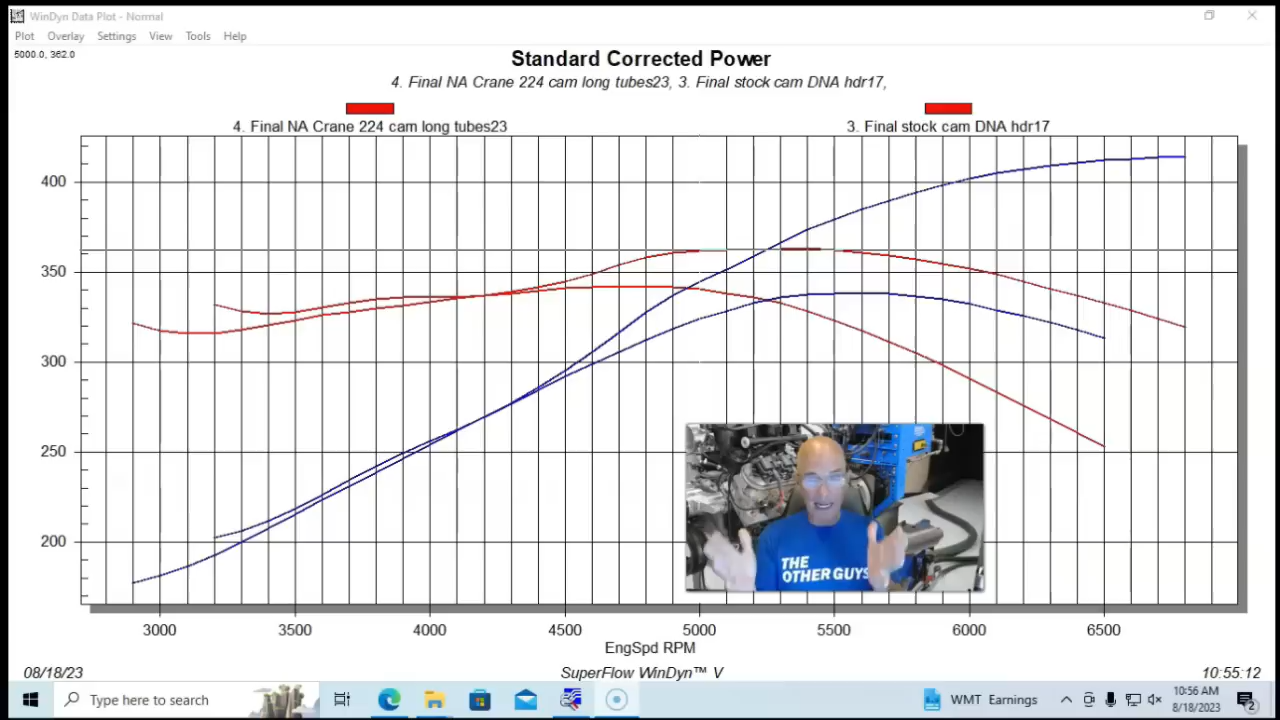 WinDyn Data Plot - Normal
Plot Overlay Settings View Tools Help
5000.0, 362.0
Standard Corrected Power
4. Final NA Crane 224 cam long tubes23, 3. Final stock cam DNA hdr17,
4. Final NA Crane 224 cam long tubes23
3. Final stock cam DNA hdr17
400
350
300
250
200
3000 3500 4000 4500 5000 5500 6000 6500
EngSpd RPM
THE
OTHER GUYS
08/18/23
SuperFlow WinDyn™ V
10:55:12
Type here to search
WMT Earnings
10:56 AM
8/18/2023
2